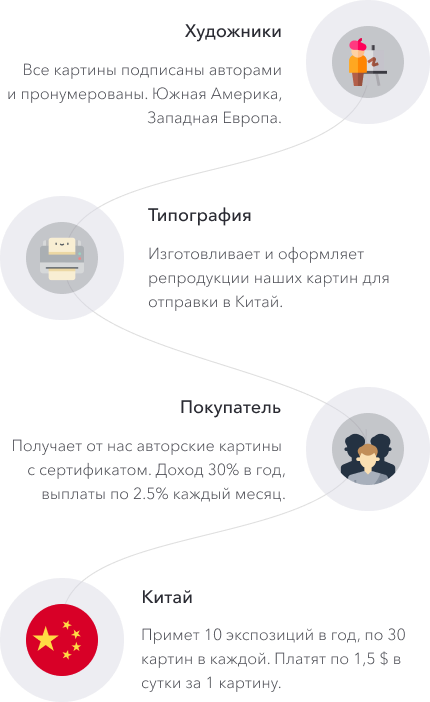 Художники
Все картины подписаны авторами
и пронумерованы. Южная Америка,
Западная Европа.
Типография
Изготовливает и оформляет
репродукции наших картин для
отправки в Китай.
Покупатель
Получает от нас авторские картины
с сертификатом. Доход 30% в год,
выплаты по 2.5% каждый месяц.
Китай
Примет 10 экспозиций в год, по 30
картин в каждой. Платят по 1,5 $ в
сутки за 1 картину.